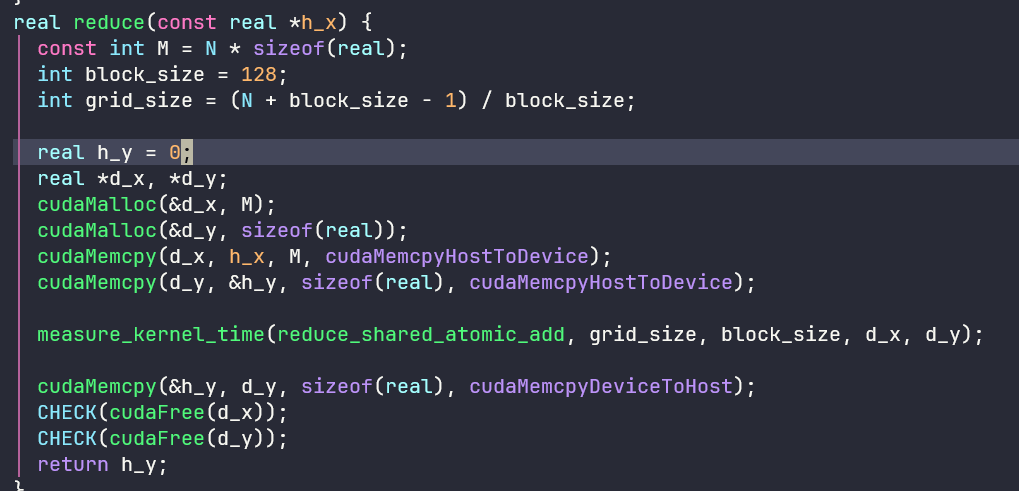 }
real reduce(const real *h_x) {
  const int M = N * sizeof(real);
  int block_size = 128;
  int grid_size = (N + block_size - 1) / block_size;

  real h_y = 0;
  real *d_x, *d_y;
  cudaMalloc(&d_x, M);
  cudaMalloc(&d_y, sizeof(real));
  cudaMemcpy(d_x, h_x, M, cudaMemcpyHostToDevice);
  cudaMemcpy(d_y, &h_y, sizeof(real), cudaMemcpyHostToDevice);

  measure_kernel_time(reduce_shared_atomic_add, grid_size, block_size, d_x, d_y);

  cudaMemcpy(&h_y, d_y, sizeof(real), cudaMemcpyDeviceToHost);
  CHECK(cudaFree(d_x));
  CHECK(cudaFree(d_y));
  return h_y;
}